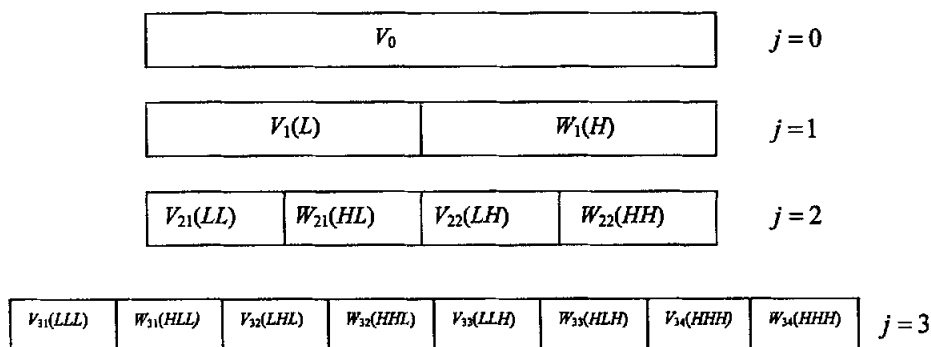 V₀ j = 0
V₁(L) W₁(H) j = 1
V₂₁(LL) W₂₁(HL) V₂₂(LH) W₂₂(HH) j = 2
V₃₁(LLL) W₃₁(HLL) V₃₂(LHL) W₃₂(HHL) V₃₃(LLH) W₃₃(HLH) V₃₄(HHH) W₃₄(HHH) j = 3